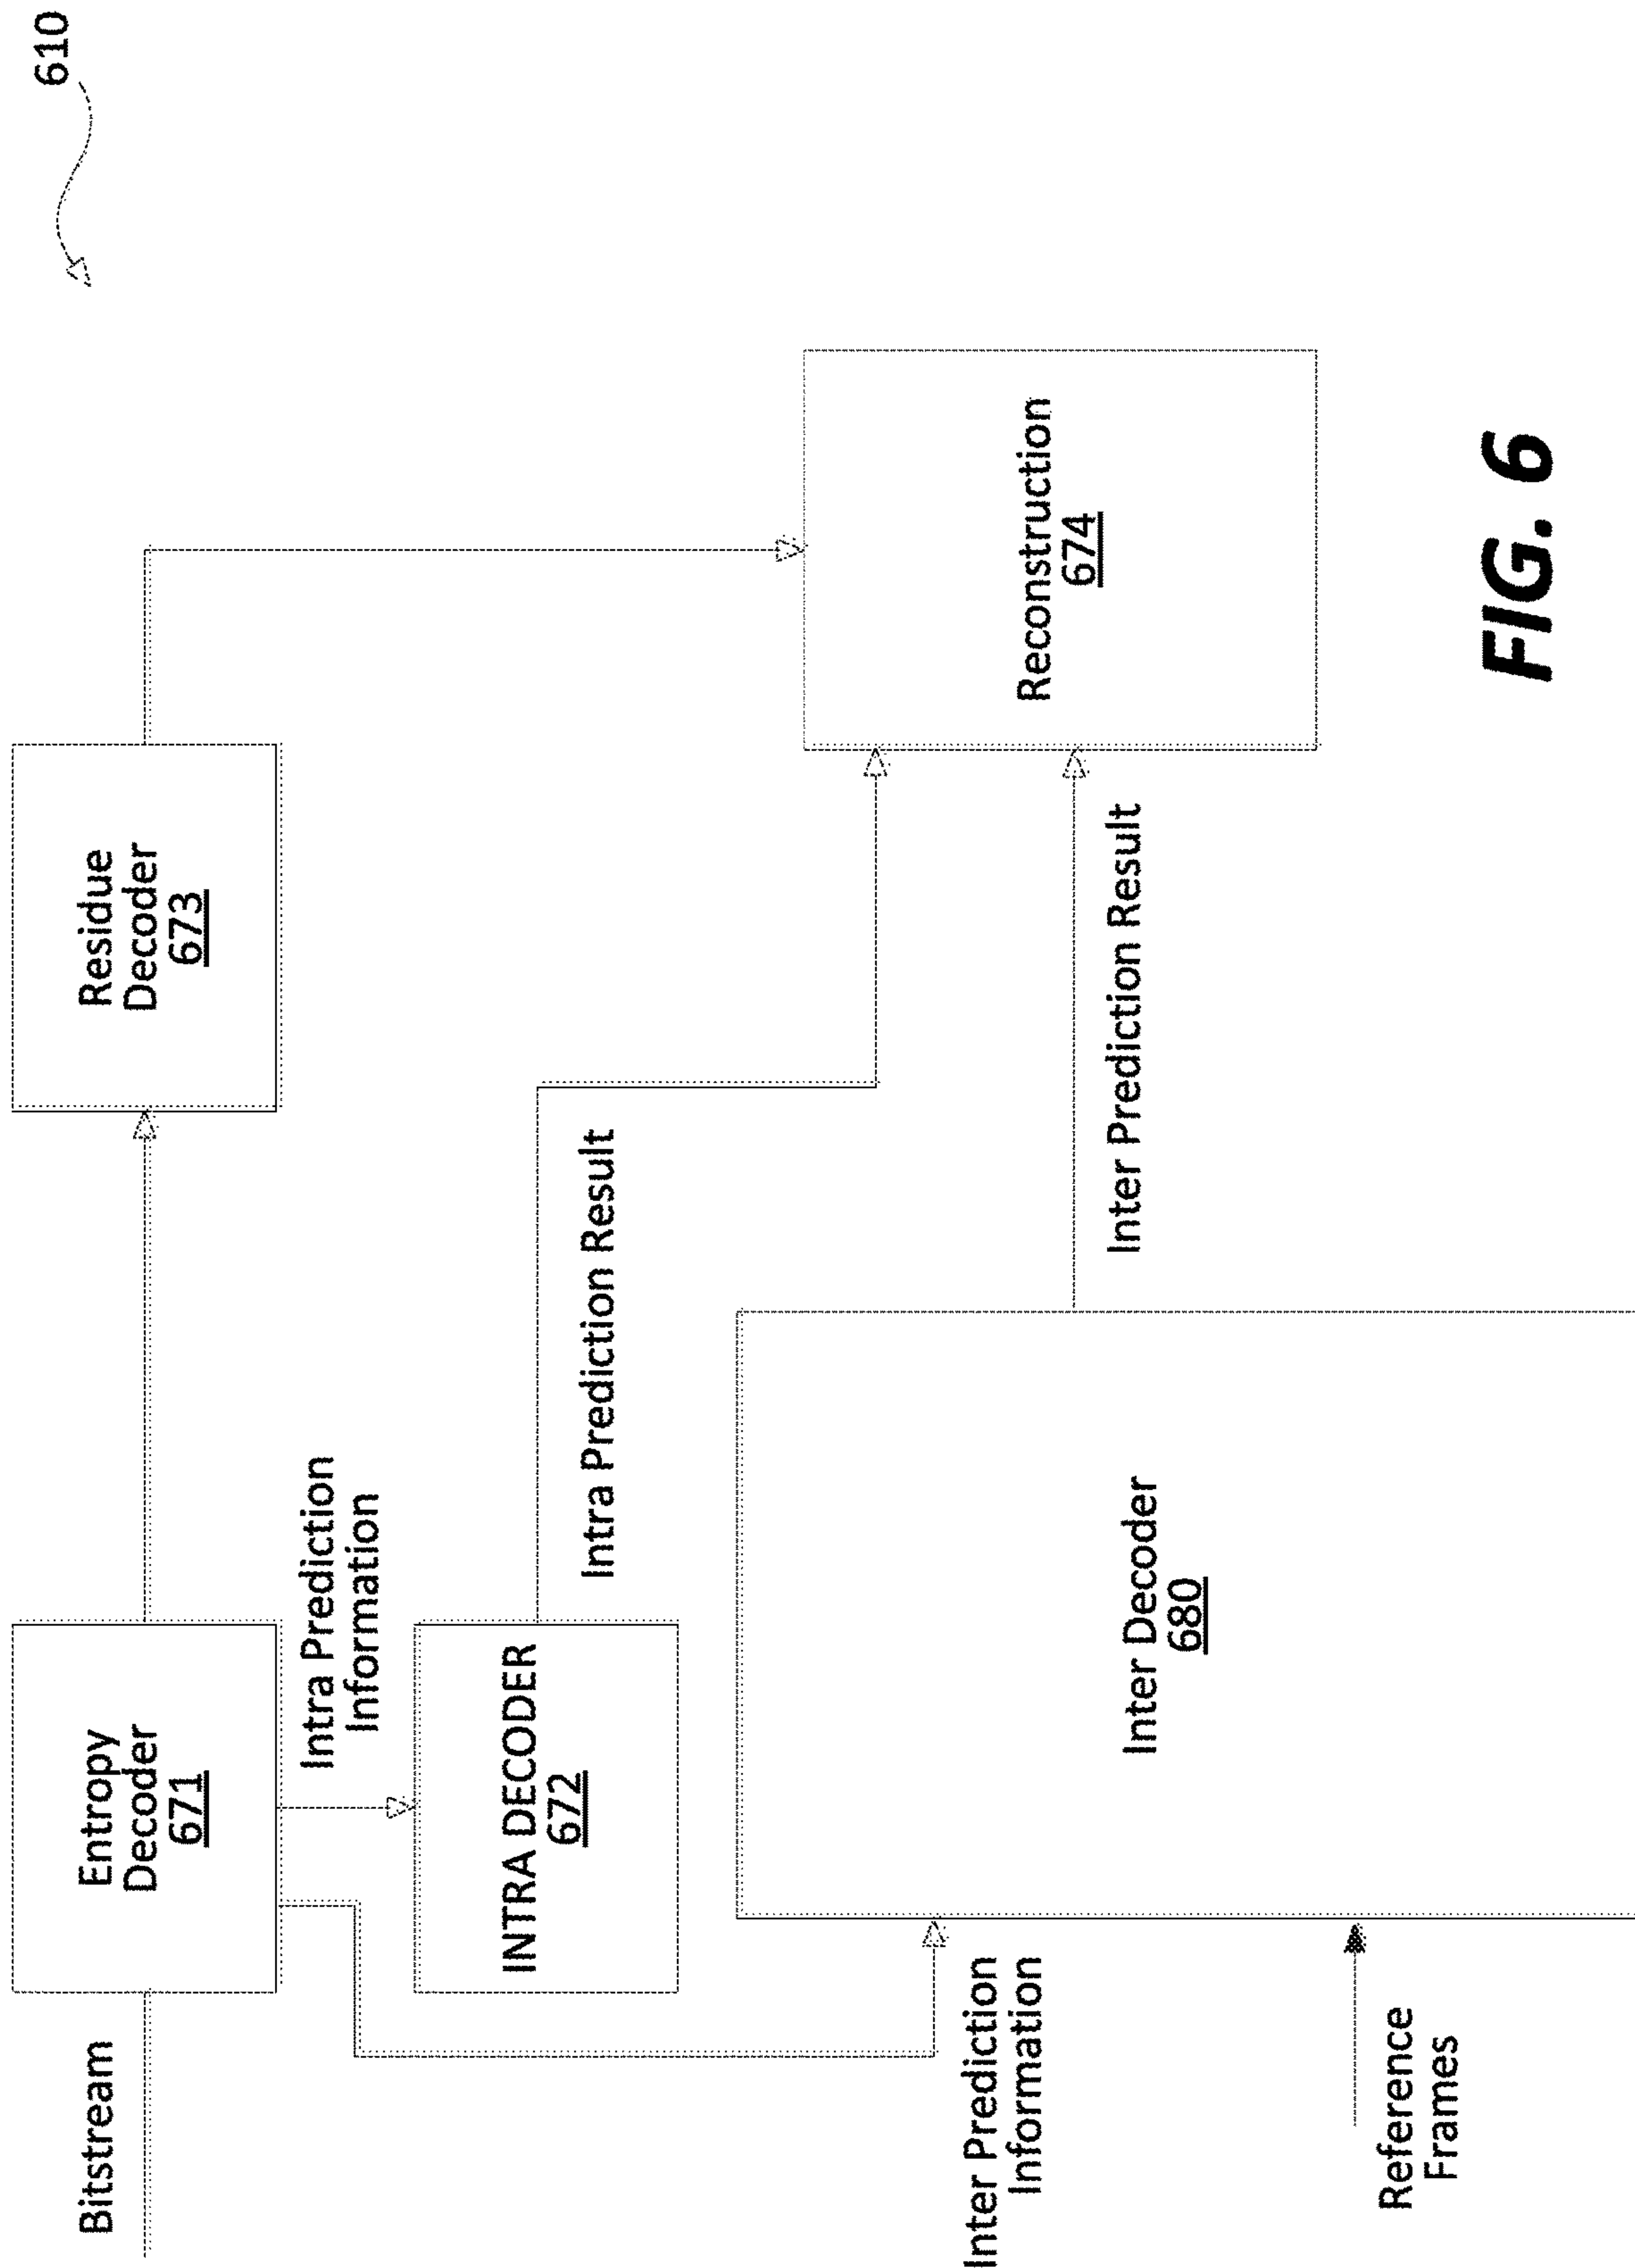 610
Bitstream
Entropy
Decoder
671
Residue
Decoder
673
Intra Prediction
Information
INTRA DECODER
672
Intra Prediction Result
Inter Prediction
Information
Inter Decoder
680
Inter Prediction Result
Reconstruction
674
Reference
Frames
FIG. 6